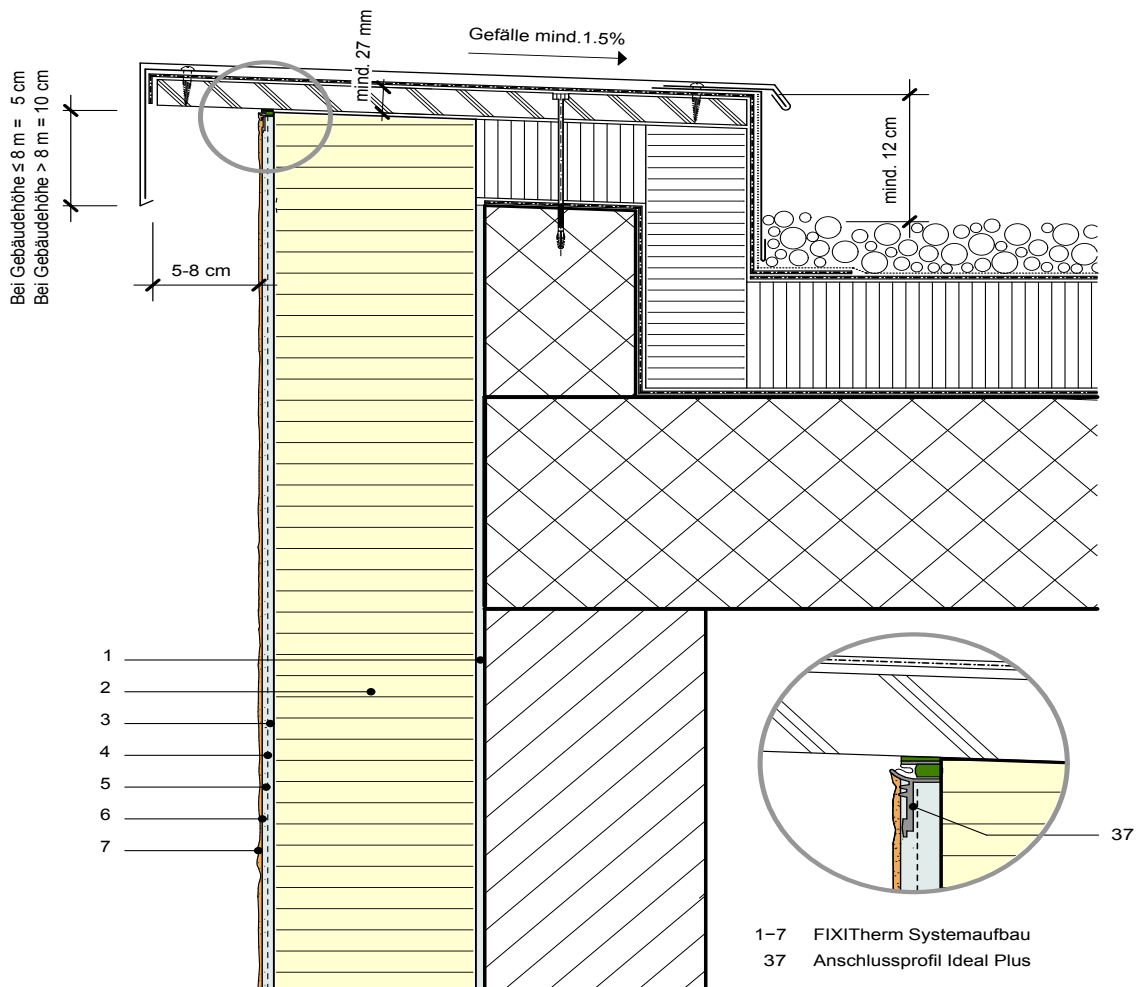 Gefälle mind.1.5%
mind. 27 mm
Bei Gebäudehöhe ≤ 8 m = 5 cm
Bei Gebäudehöhe > 8 m = 10 cm
mind. 12 cm
5-8 cm
1
2
3
4
5
6
7
37
1–7 FIXITherm Systemaufbau
37 Anschlussprofil Ideal Plus